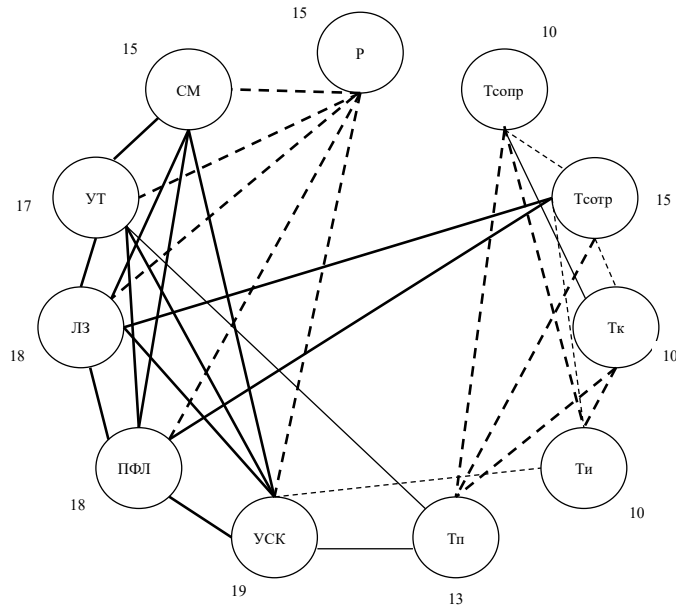 15
10
15
Р
СМ
Тсопр
17
УТ
Тсотр
15
18
ЛЗ
Тк
10
ПФЛ
Ти
18
10
УСК
Тп
19
13